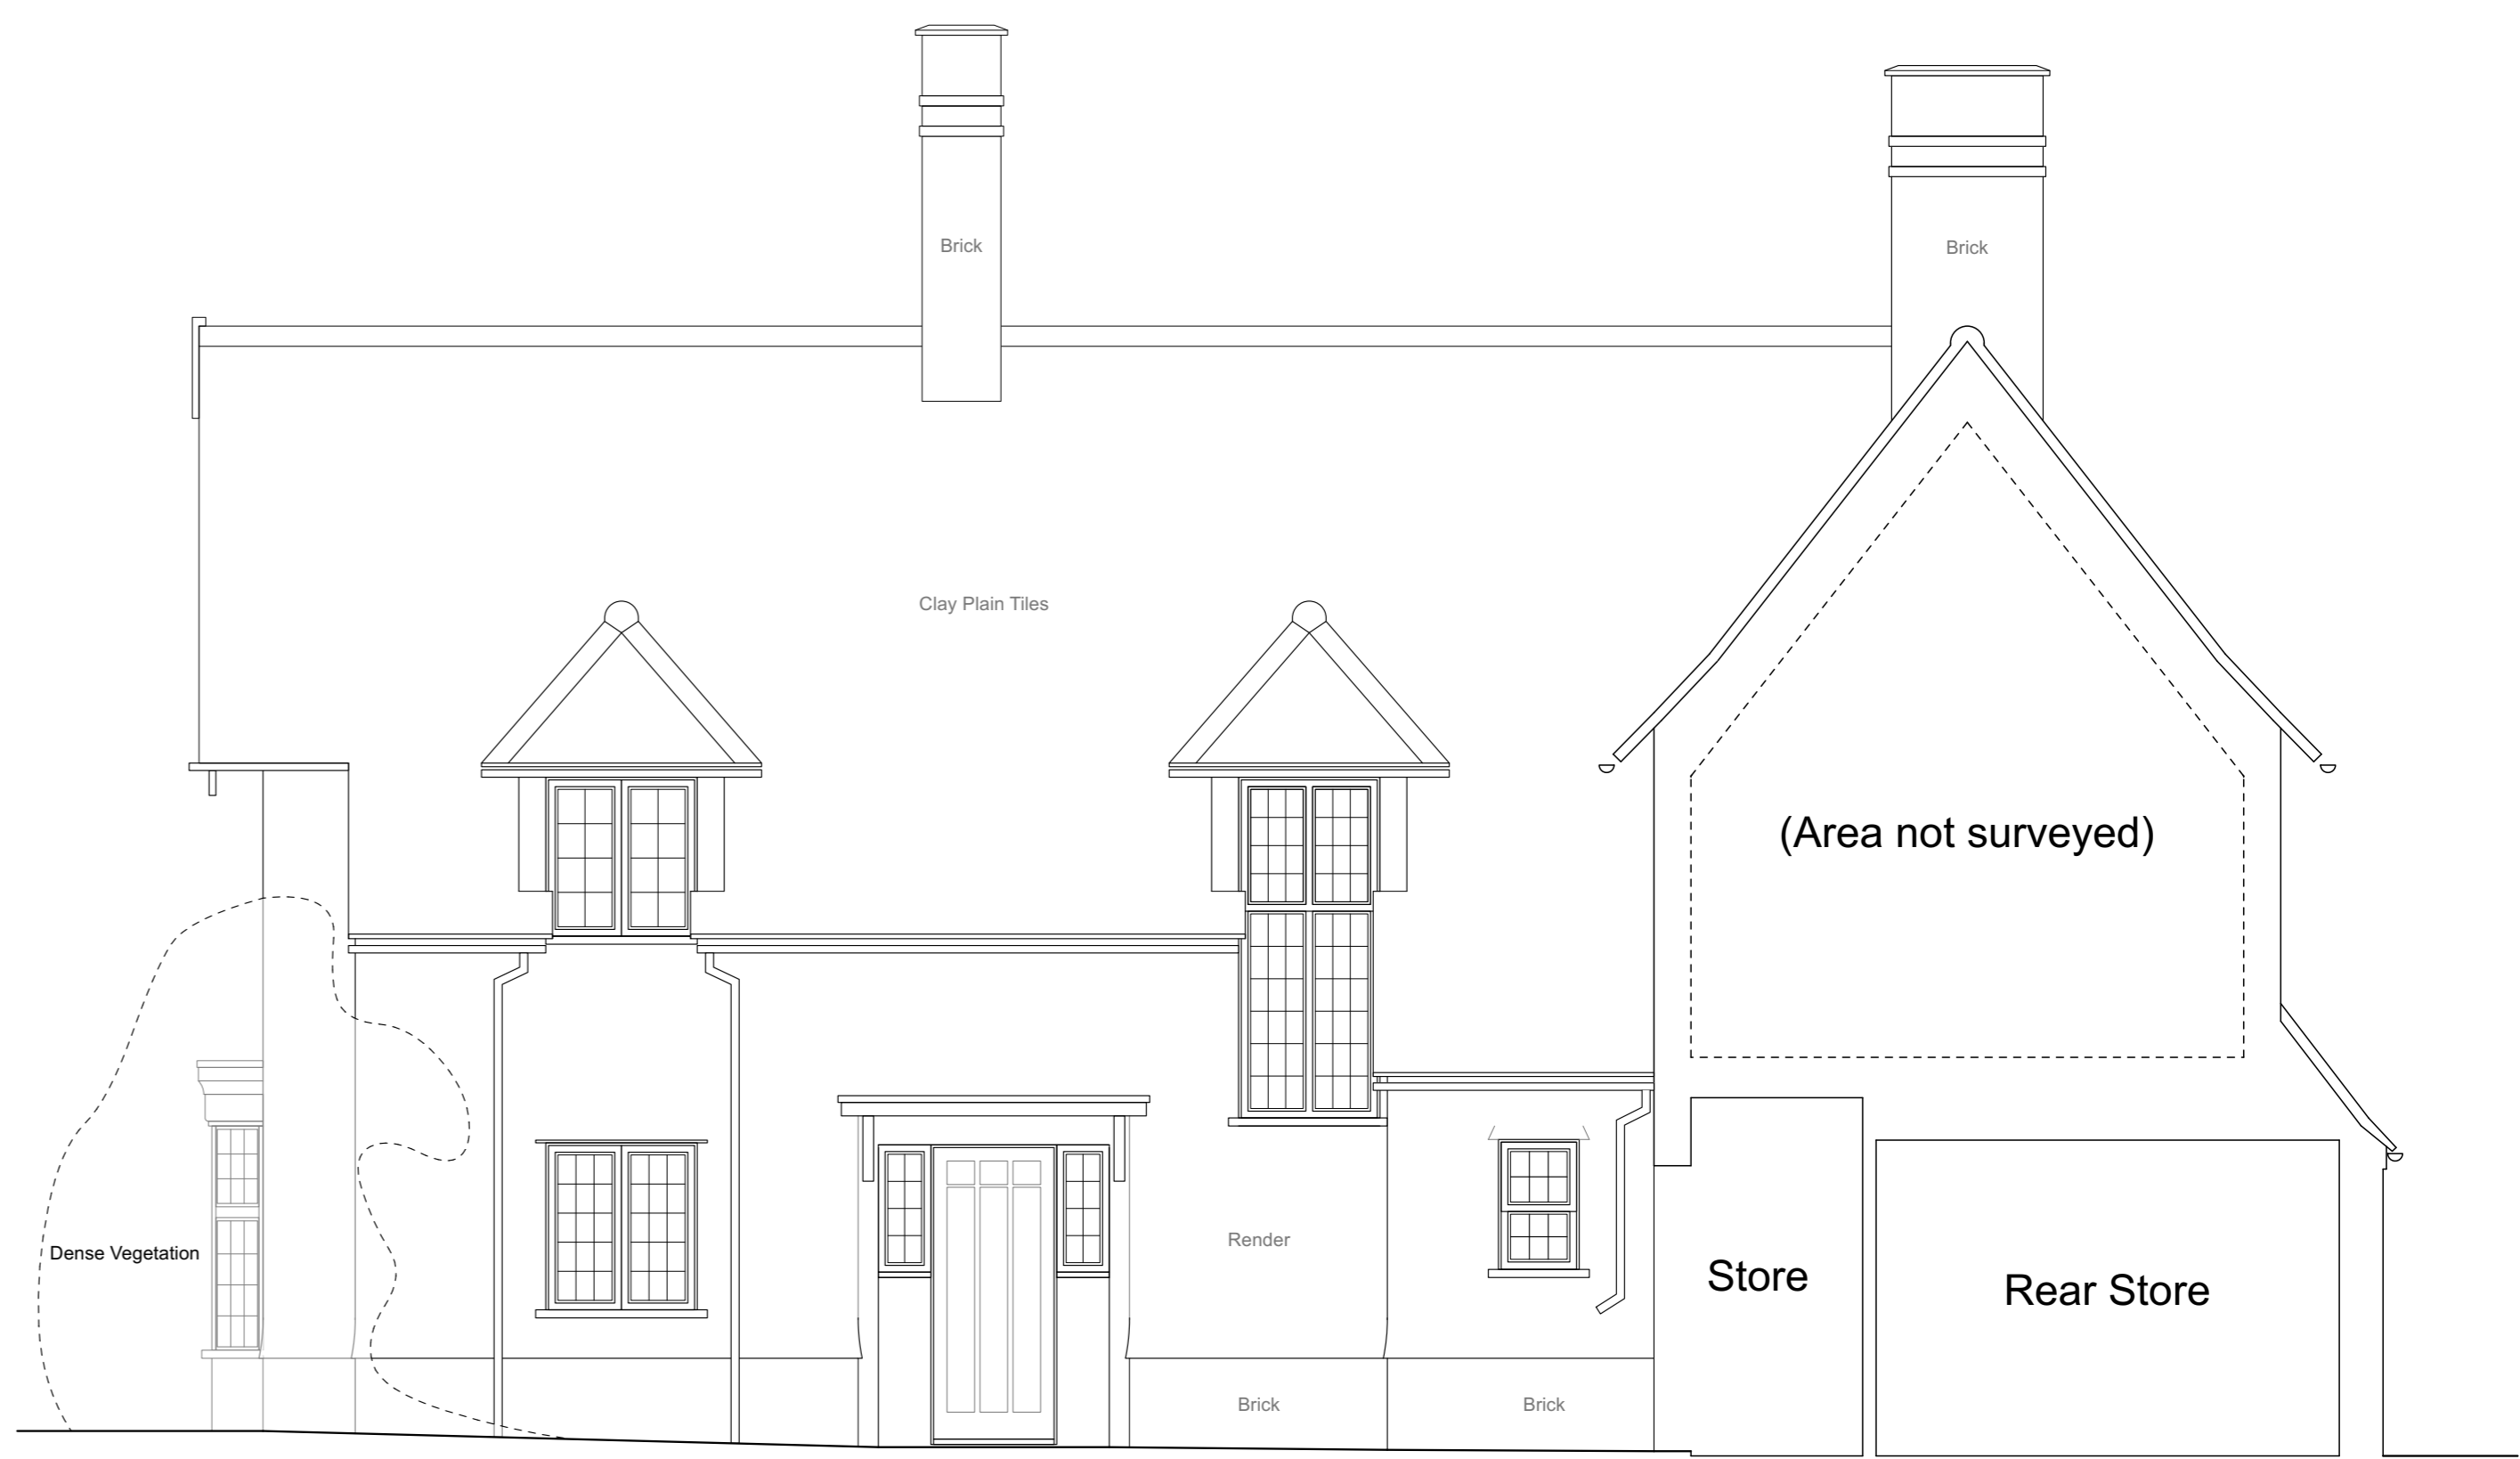 Brick
Brick
Clay Plain Tiles
(Area not surveyed)
Dense Vegetation
Render
Store
Rear Store
Brick
Brick